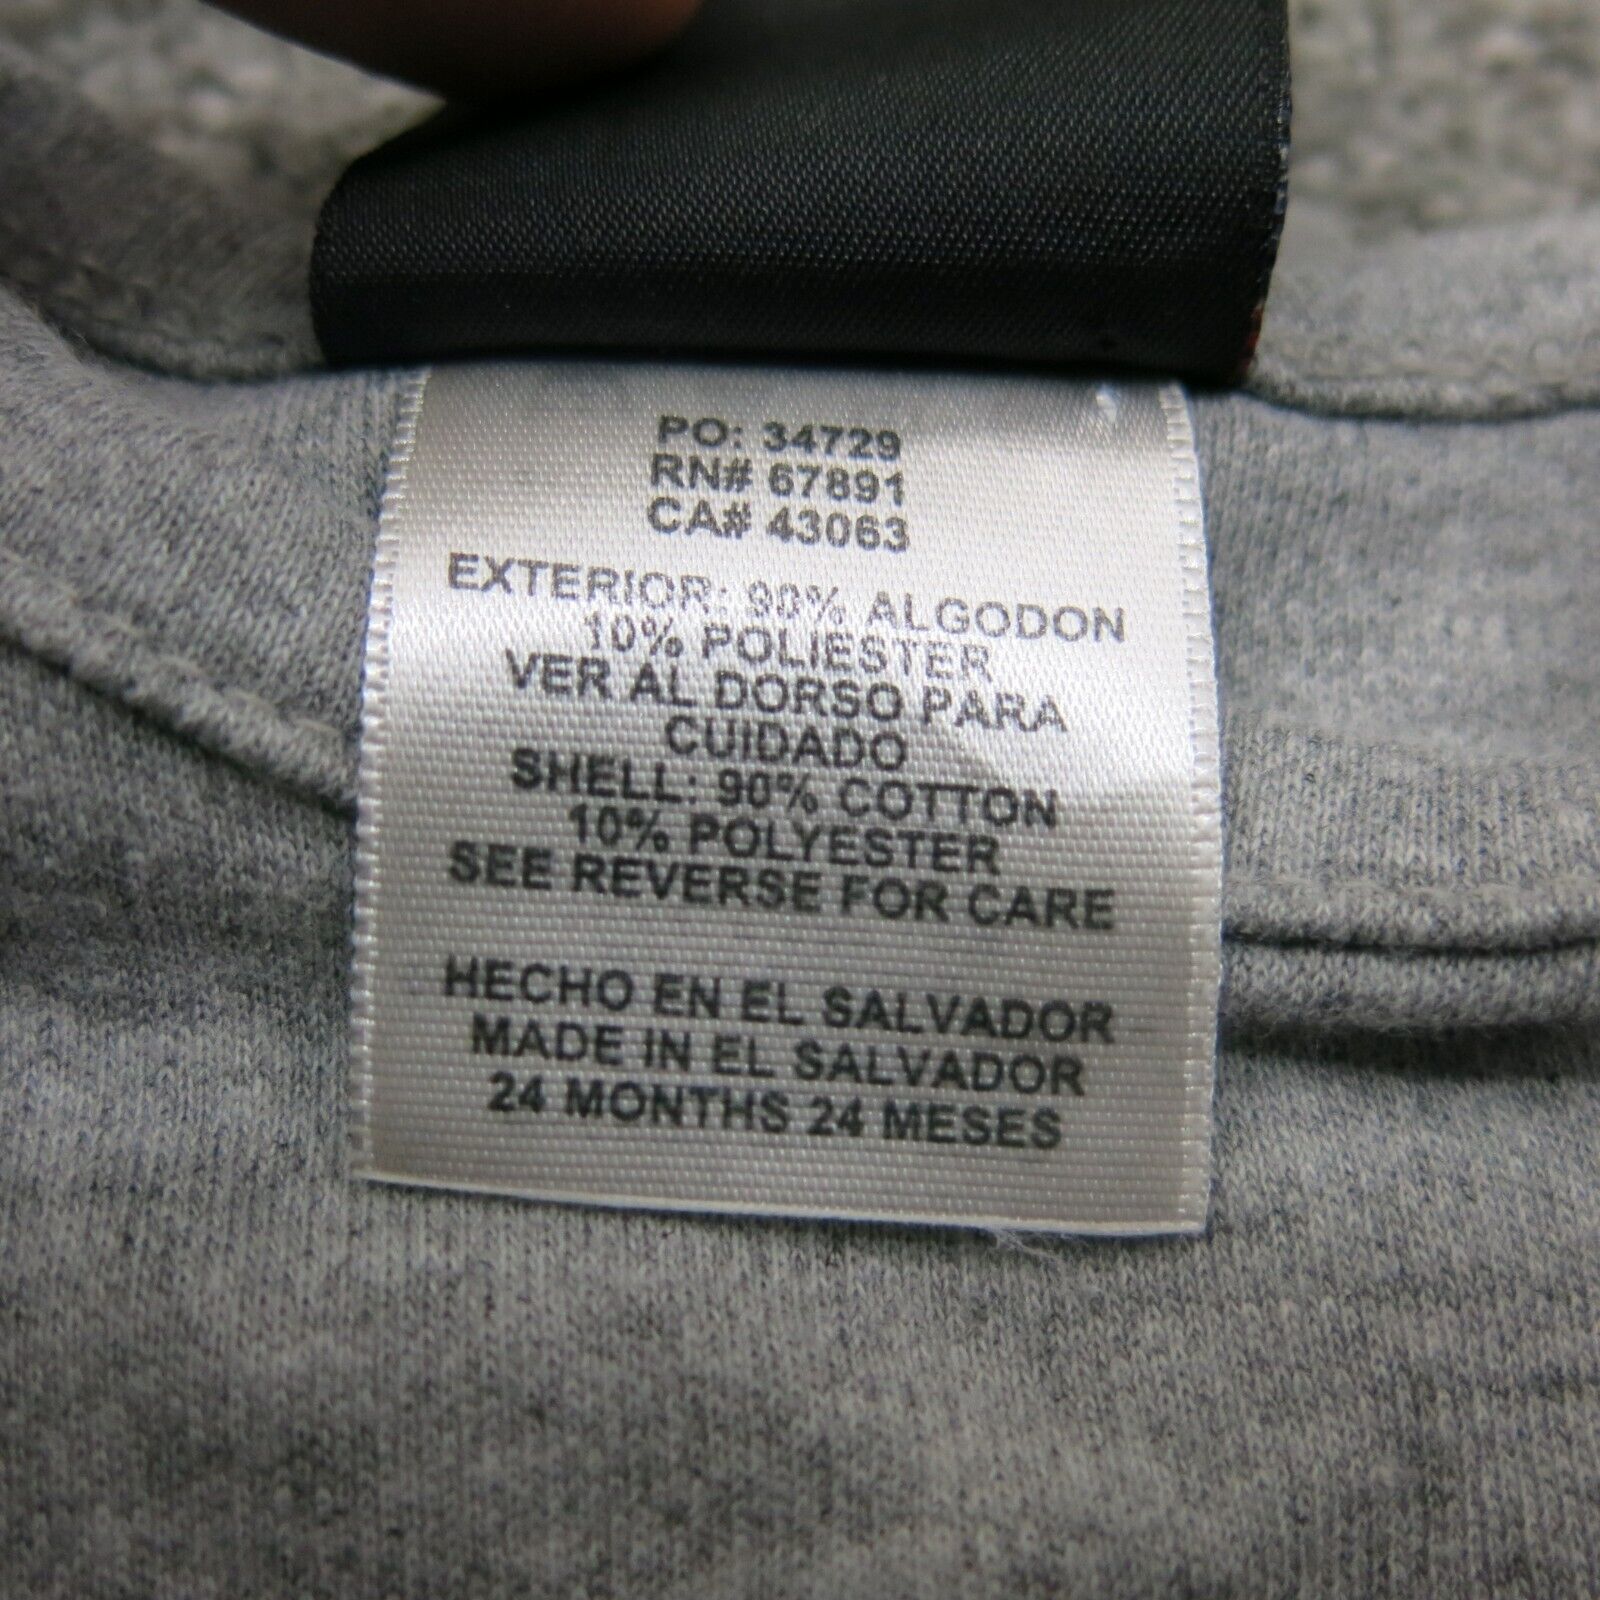 PO: 34729
RN# 67891
CA# 43063
EXTERIOR: 90% ALGODON
10% POLIESTER
VER AL DORSO PARA
CUIDADO
SHELL: 90% COTTON
10% POLYESTER
SEE REVERSE FOR CARE
HECHO EN EL SALVADOR
MADE IN EL SALVADOR
24 MONTHS 24 MESES